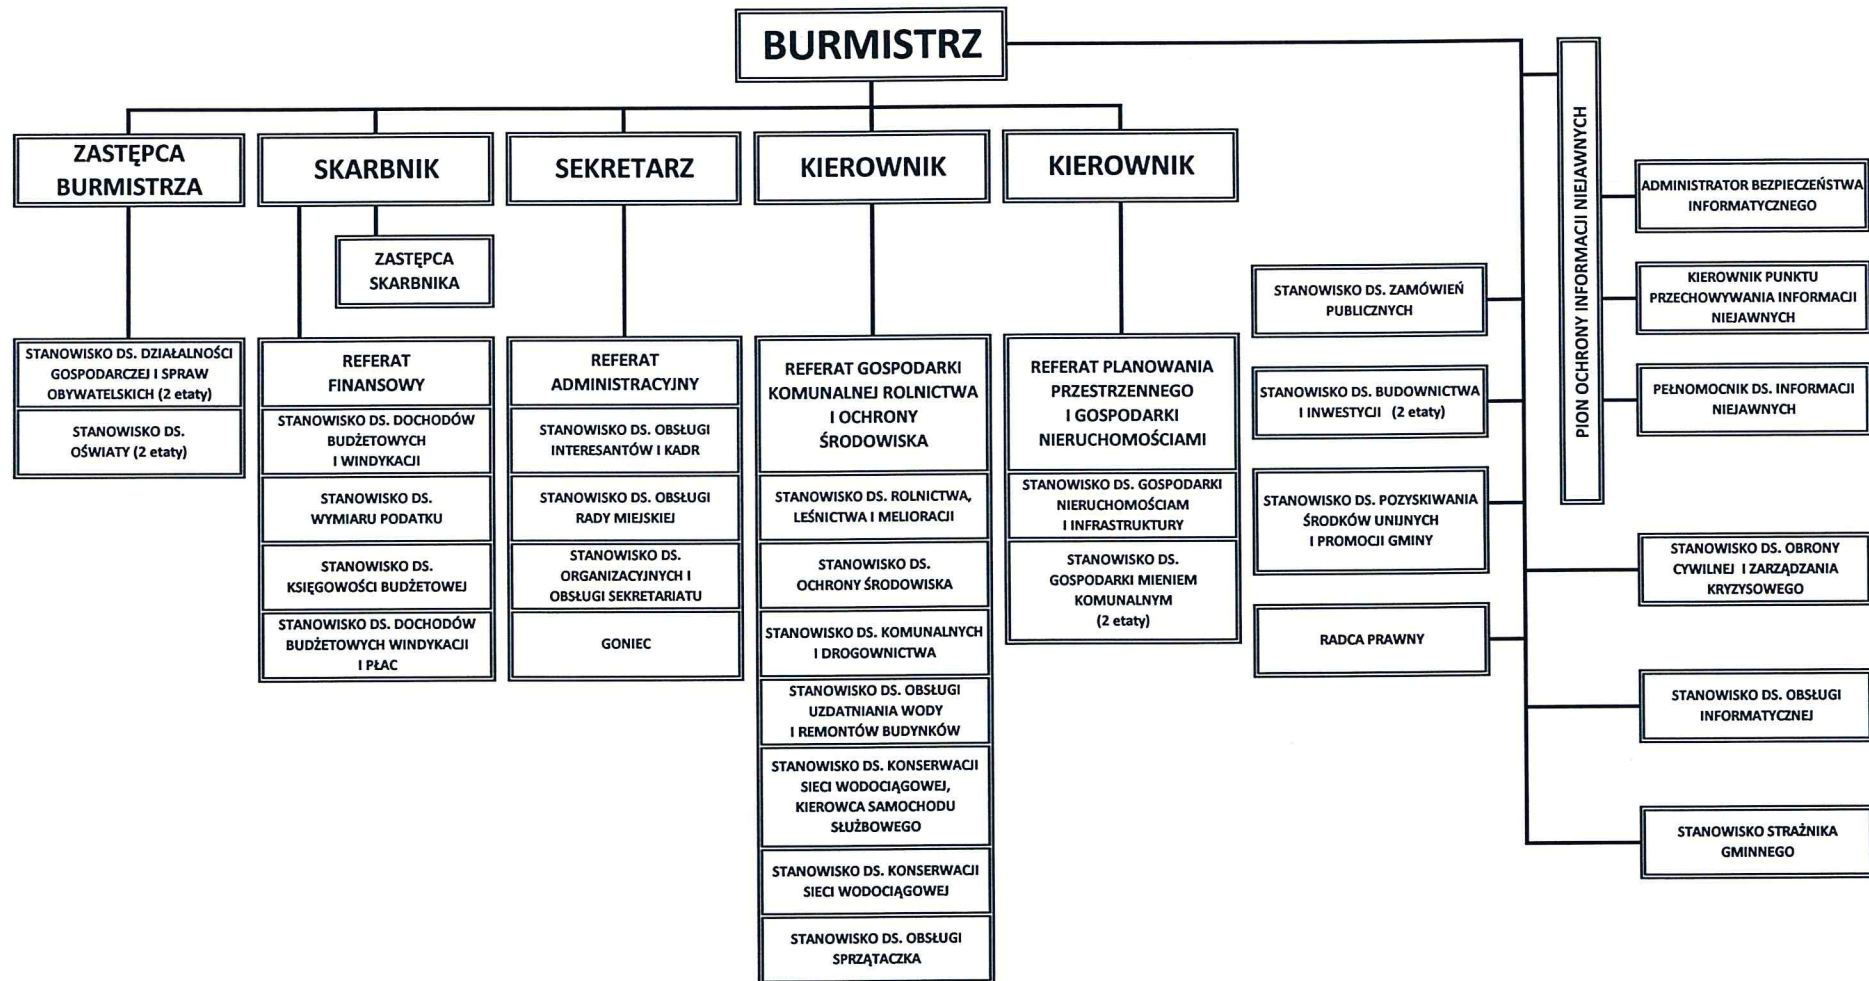 BURMISTRZ
ZASTĘPCA
BURMISTRZA
SKARBNIK
SEKRETARZ
KIEROWNIK
KIEROWNIK
ZASTĘPCA
SKARBNIKA
STANOWISKO DS. DZIAŁALNOŚCI
GOSPODARCZEJ I SPRAW
OBYWATELSKICH (2 etaty)
STANOWISKO DS.
OŚWIATY (2 etaty)
REFERAT
FINANSOWY
STANOWISKO DS. DOCHODÓW
BUDŻETOWYCH
I WINDYKACJI
STANOWISKO DS.
WYMIARU PODATKU
STANOWISKO DS.
KSIĘGOWOŚCI BUDŻETOWEJ
STANOWISKO DS. DOCHODÓW
BUDŻETOWYCH WINDYKACJI
I PŁAC
REFERAT
ADMINISTRACYJNY
STANOWISKO DS. OBSŁUGI
INTERESANTÓW I KADR
STANOWISKO DS. OBSŁUGI
RADY MIEJSKIEJ
STANOWISKO DS.
ORGANIZACYJNYCH I
OBSŁUGI SEKRETARIATU
GONIEC
REFERAT GOSPODARKI
KOMUNALNEJ ROLNICTWA
I OCHRONY
ŚRODOWISKA
STANOWISKO DS. ROLNICTWA,
LEŚNICTWA I MELIORACJI
STANOWISKO DS.
OCHRONY ŚRODOWISKA
STANOWISKO DS. KOMUNALNYCH
I DROGOWNICTWA
STANOWISKO DS. OBSŁUGI
UZDATNIANIA WODY
I REMONTÓW BUDYNKÓW
STANOWISKO DS. KONSERWACJI
SIECI WODOCIĄGOWEJ,
KIEROWCA SAMOCHODU
SŁUŻBOWEGO
STANOWISKO DS. KONSERWACJI
SIECI WODOCIĄGOWEJ
STANOWISKO DS. OBSŁUGI
SPRZĄTACZKA
REFERAT PLANOWANIA
PRZESTRZENNEGO
I GOSPODARKI
NIERUCHOMOŚCIAMI
STANOWISKO DS. GOSPODARKI
NIERUCHOMOŚCIAM
I INFRASTRUKTURY
STANOWISKO DS.
GOSPODARKI MIENIEM
KOMUNALNYM
(2 etaty)
STANOWISKO DS. ZAMÓWIEŃ
PUBLICZNYCH
STANOWISKO DS. BUDOWNICTWA
I INWESTYCJI (2 etaty)
STANOWISKO DS. POZYSKIWANIA
ŚRODKÓW UNIJNYCH
I PROMOCJI GMINY
RADCA PRAWNY
PION OCHRONY INFORMACJI NIEJAWNYCH
ADMINISTRATOR BEZPIECZEŃSTWA
INFORMATYCZNEGO
KIEROWNIK PUNKTU
PRZECHOWYWANIA INFORMACJI
NIEJAWNYCH
PEŁNOMOCNIK DS. INFORMACJI
NIEJAWNYCH
STANOWISKO DS. OBRONY
CYWILNEJ I ZARZĄDZANIA
KRYZYSOWEGO
STANOWISKO DS. OBSŁUGI
INFORMATYCZNEJ
STANOWISKO STRAŻNIKA
GMINNEGO